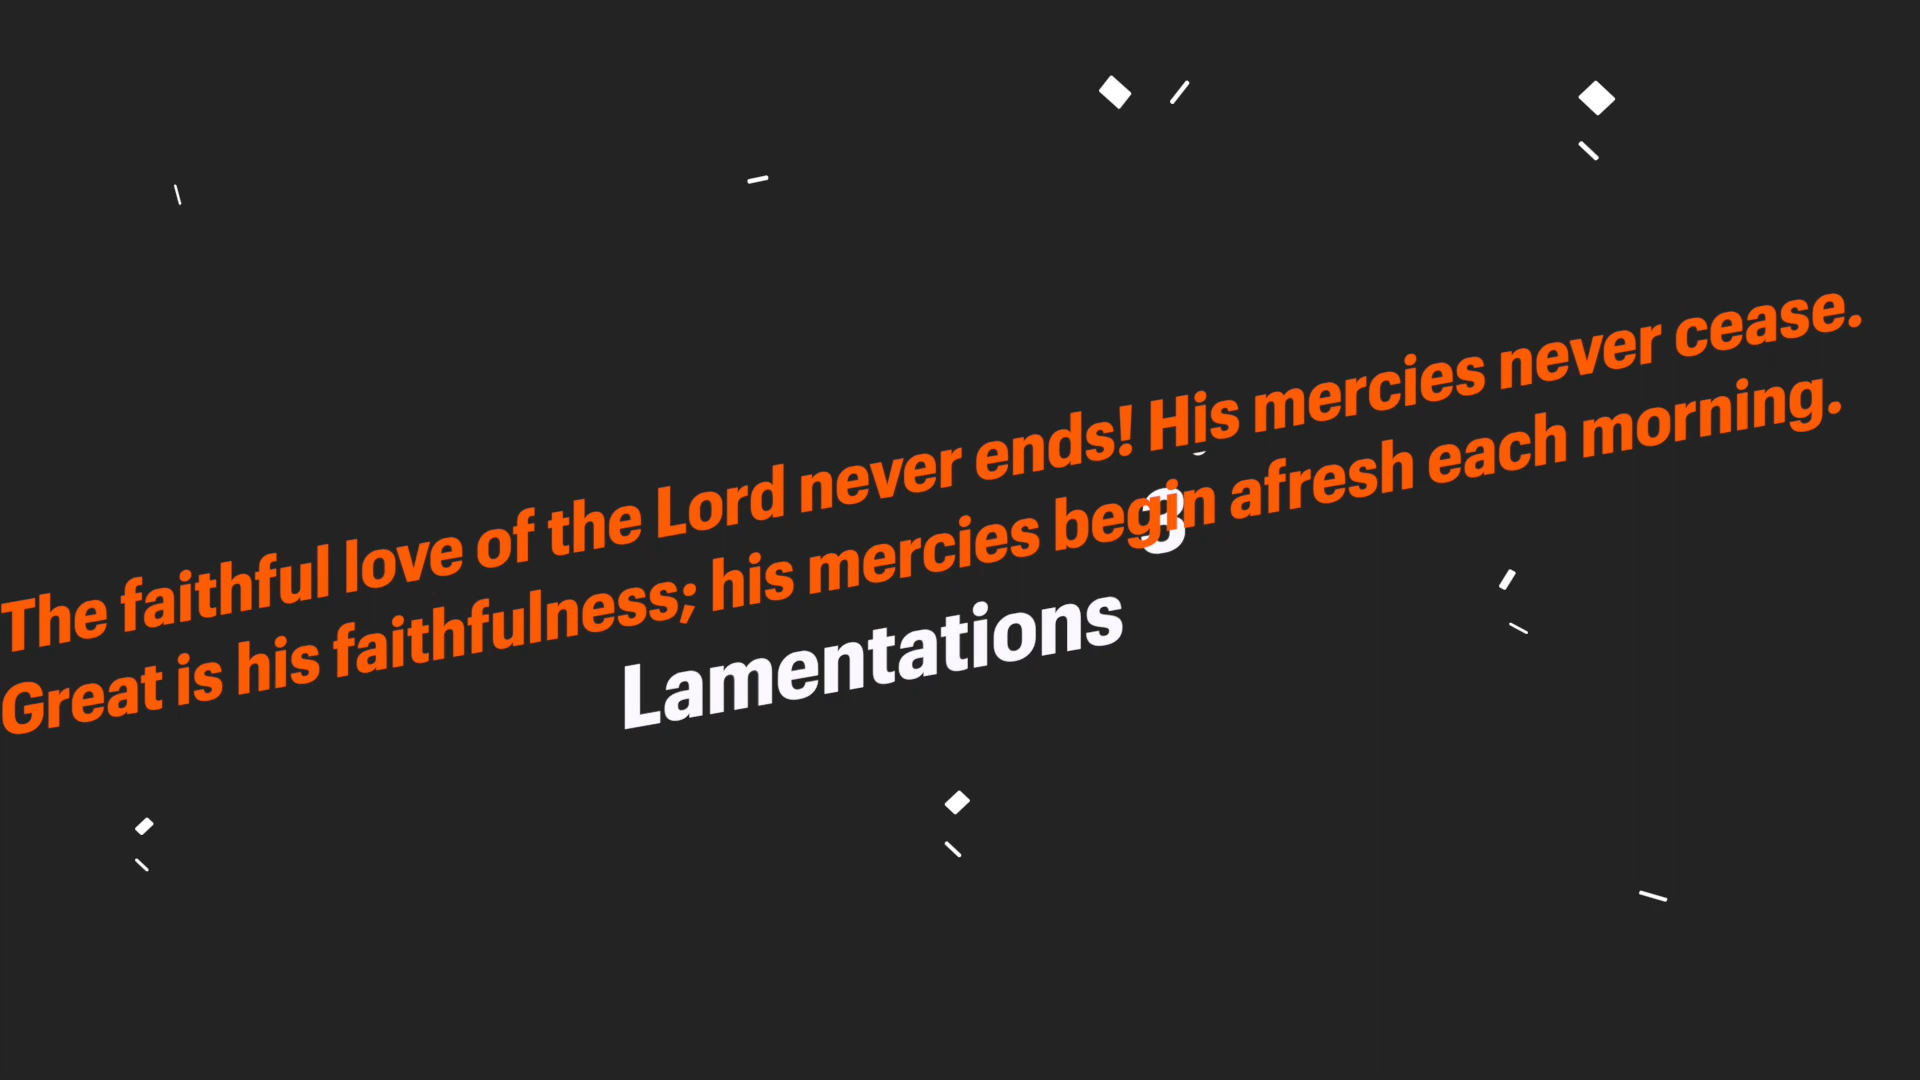 The faithful love of the Lord never ends! His mercies never cease.
Great is his faithfulness; his mercies begin afresh each morning.
Lamentations 3